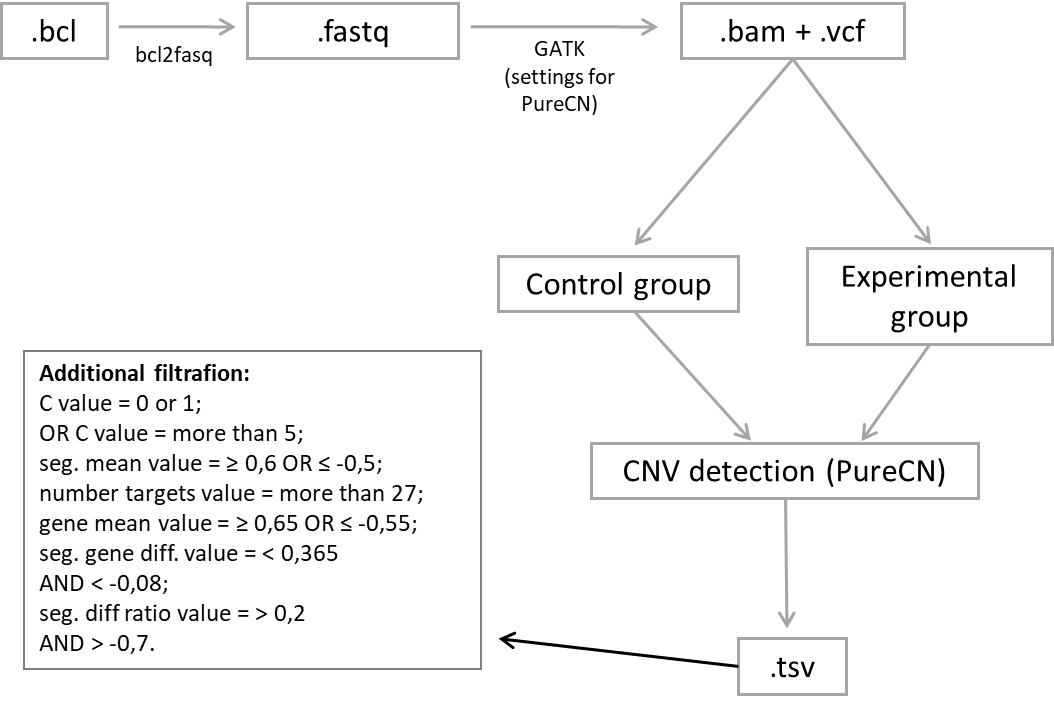 .bcl
bcl2fasq
.fastq
GATK
(settings for
PureCN)
.bam + .vcf
Control group
Experimental
group
CNV detection (PureCN)
.tsv
Additional filtrafion:
C value = 0 or 1;
OR C value = more than 5;
seg. mean value = ≥ 0,6 OR ≤ -0,5;
number targets value = more than 27;
gene mean value = ≥ 0,65 OR ≤ -0,55;
seg. gene diff. value = < 0,365
AND < -0,08;
seg. diff ratio value = > 0,2
AND > -0,7.